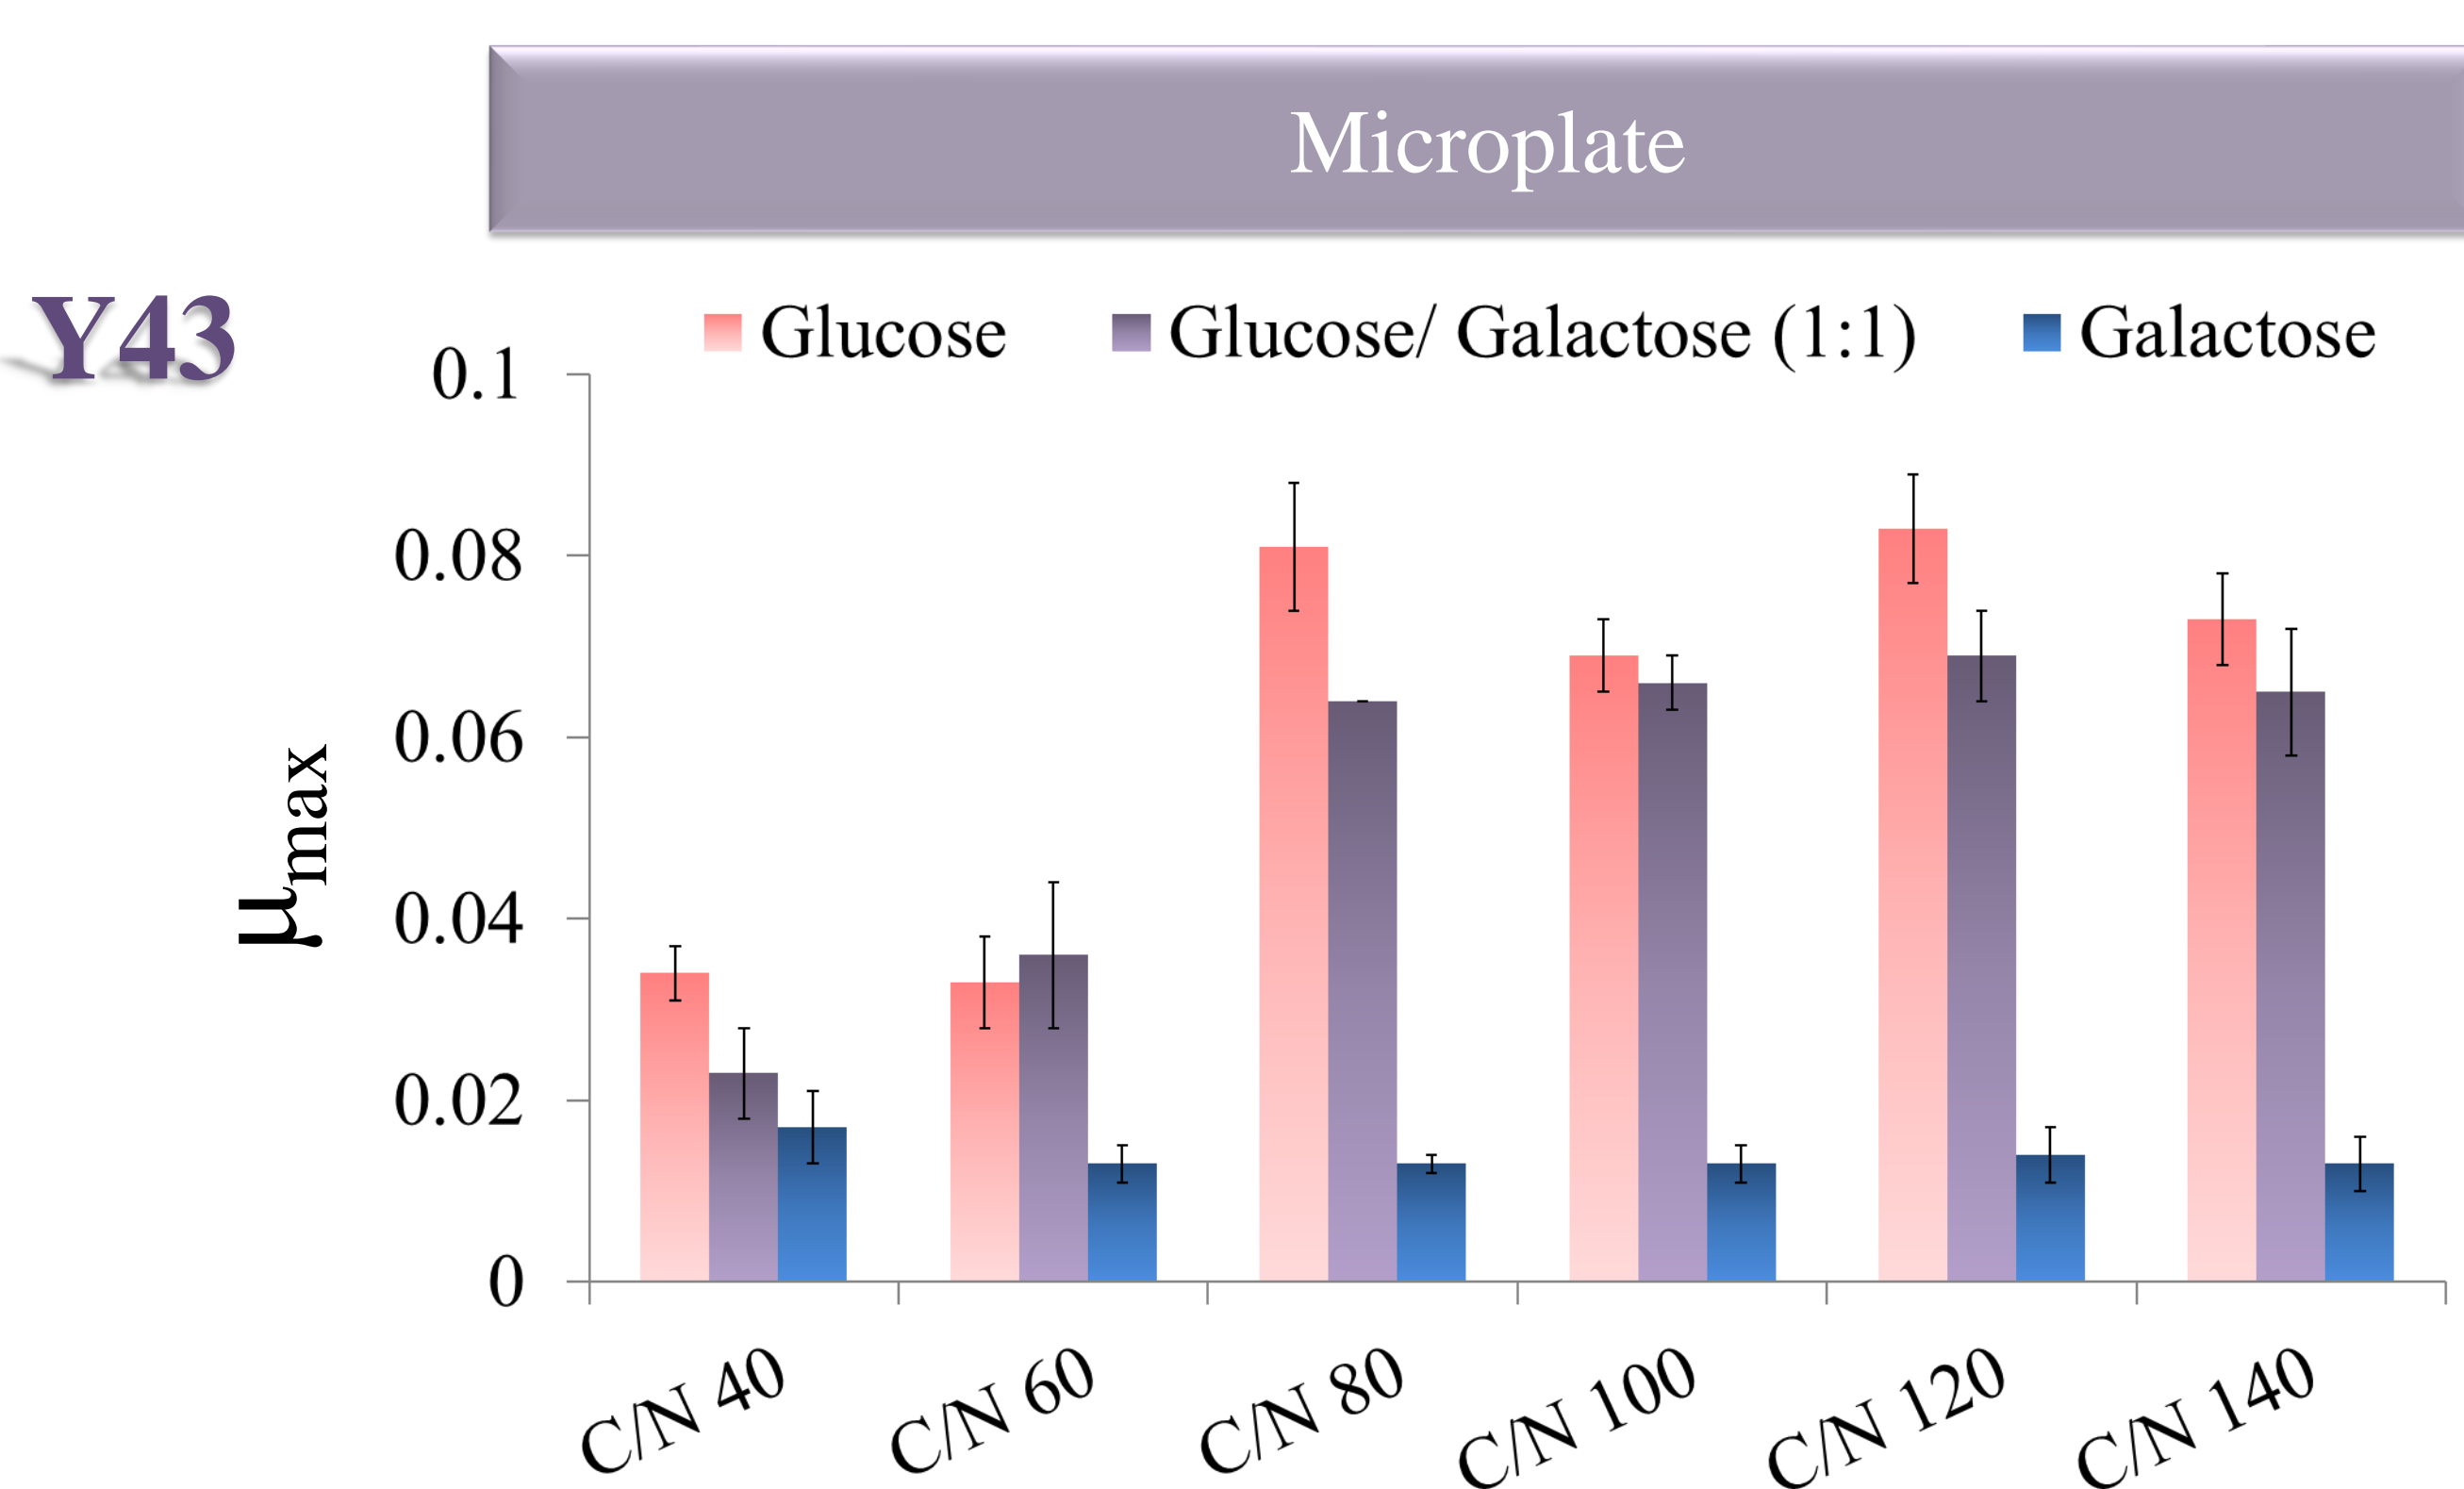 Microplate
Y43
Glucose
Glucose/ Galactose (1:1)
Galactose
0.1
0.08
0.06
0.04
0.02
0
μmax
C/N 40
C/N 60
C/N 80
C/N 100
C/N 120
C/N 140